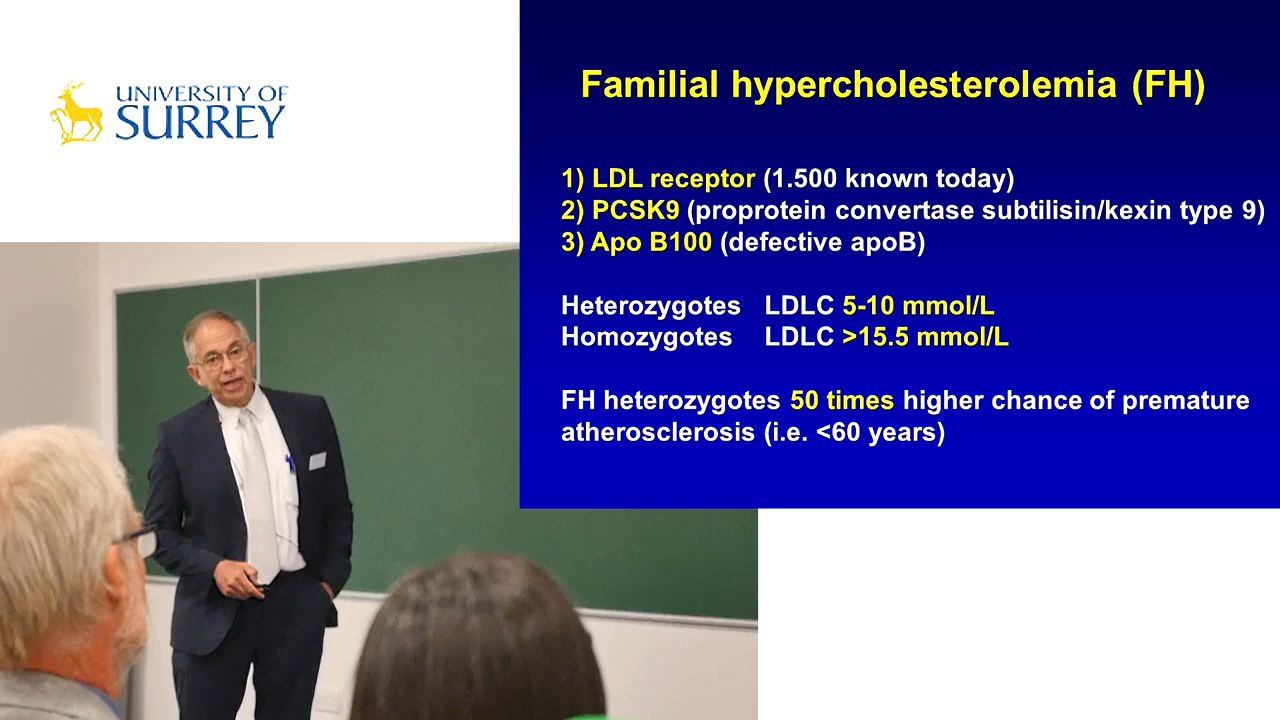 UNIVERSITY OF
SURREY
Familial hypercholesterolemia (FH)
1) LDL receptor (1.500 known today)
2) PCSK9 (proprotein convertase subtilisin/kexin type 9)
3) Apo B100 (defective apoB)
Heterozygotes LDLC 5-10 mmol/L
Homozygotes LDLC >15.5 mmol/L
FH heterozygotes 50 times higher chance of premature
atherosclerosis (i.e. <60 years)